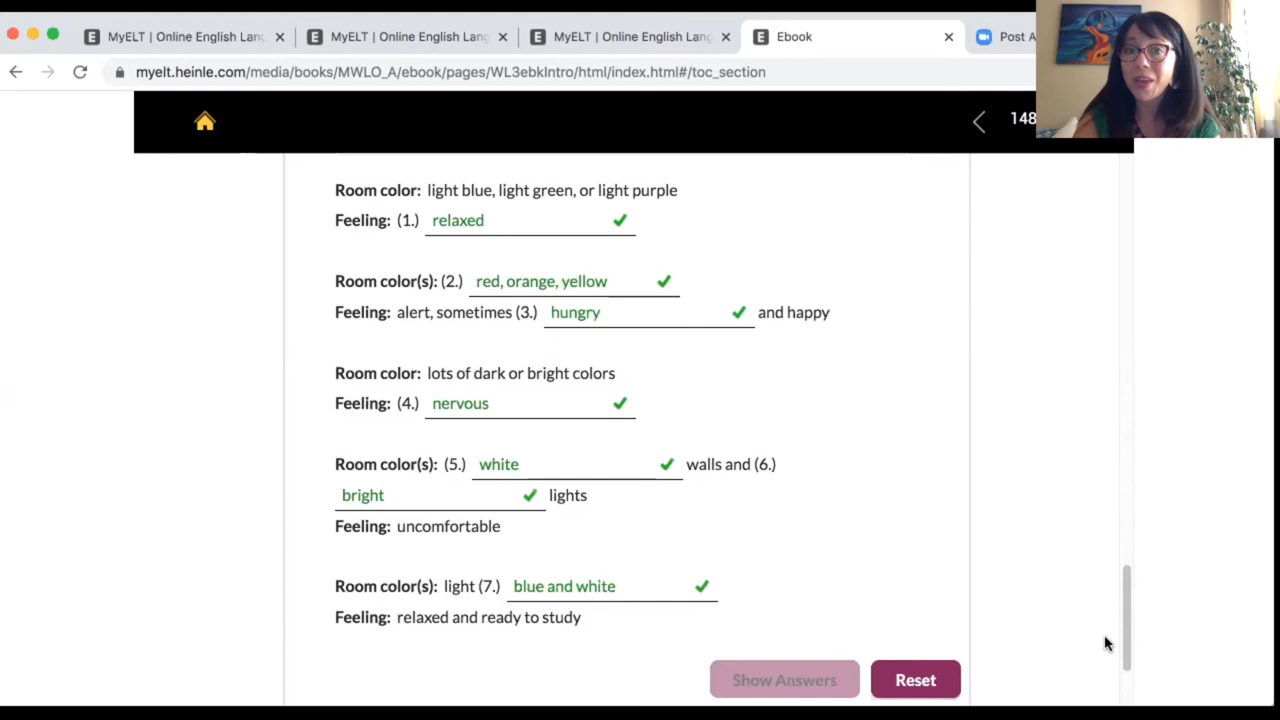 MyELT | Online English Lang
MyELT | Online English Lang
MyELT | Online English Lang
Ebook
Post A
myelt.heinle.com/media/books/MWLO_A/ebook/pages/WL3ebkIntro/html/index.html#/toc_section
148
Room color: light blue, light green, or light purple
Feeling: (1.) relaxed
Room color(s): (2.) red, orange, yellow
Feeling: alert, sometimes (3.) hungry and happy
Room color: lots of dark or bright colors
Feeling: (4.) nervous
Room color(s): (5.) white walls and (6.)
bright lights
Feeling: uncomfortable
Room color(s): light (7.) blue and white
Feeling: relaxed and ready to study
Show Answers Reset